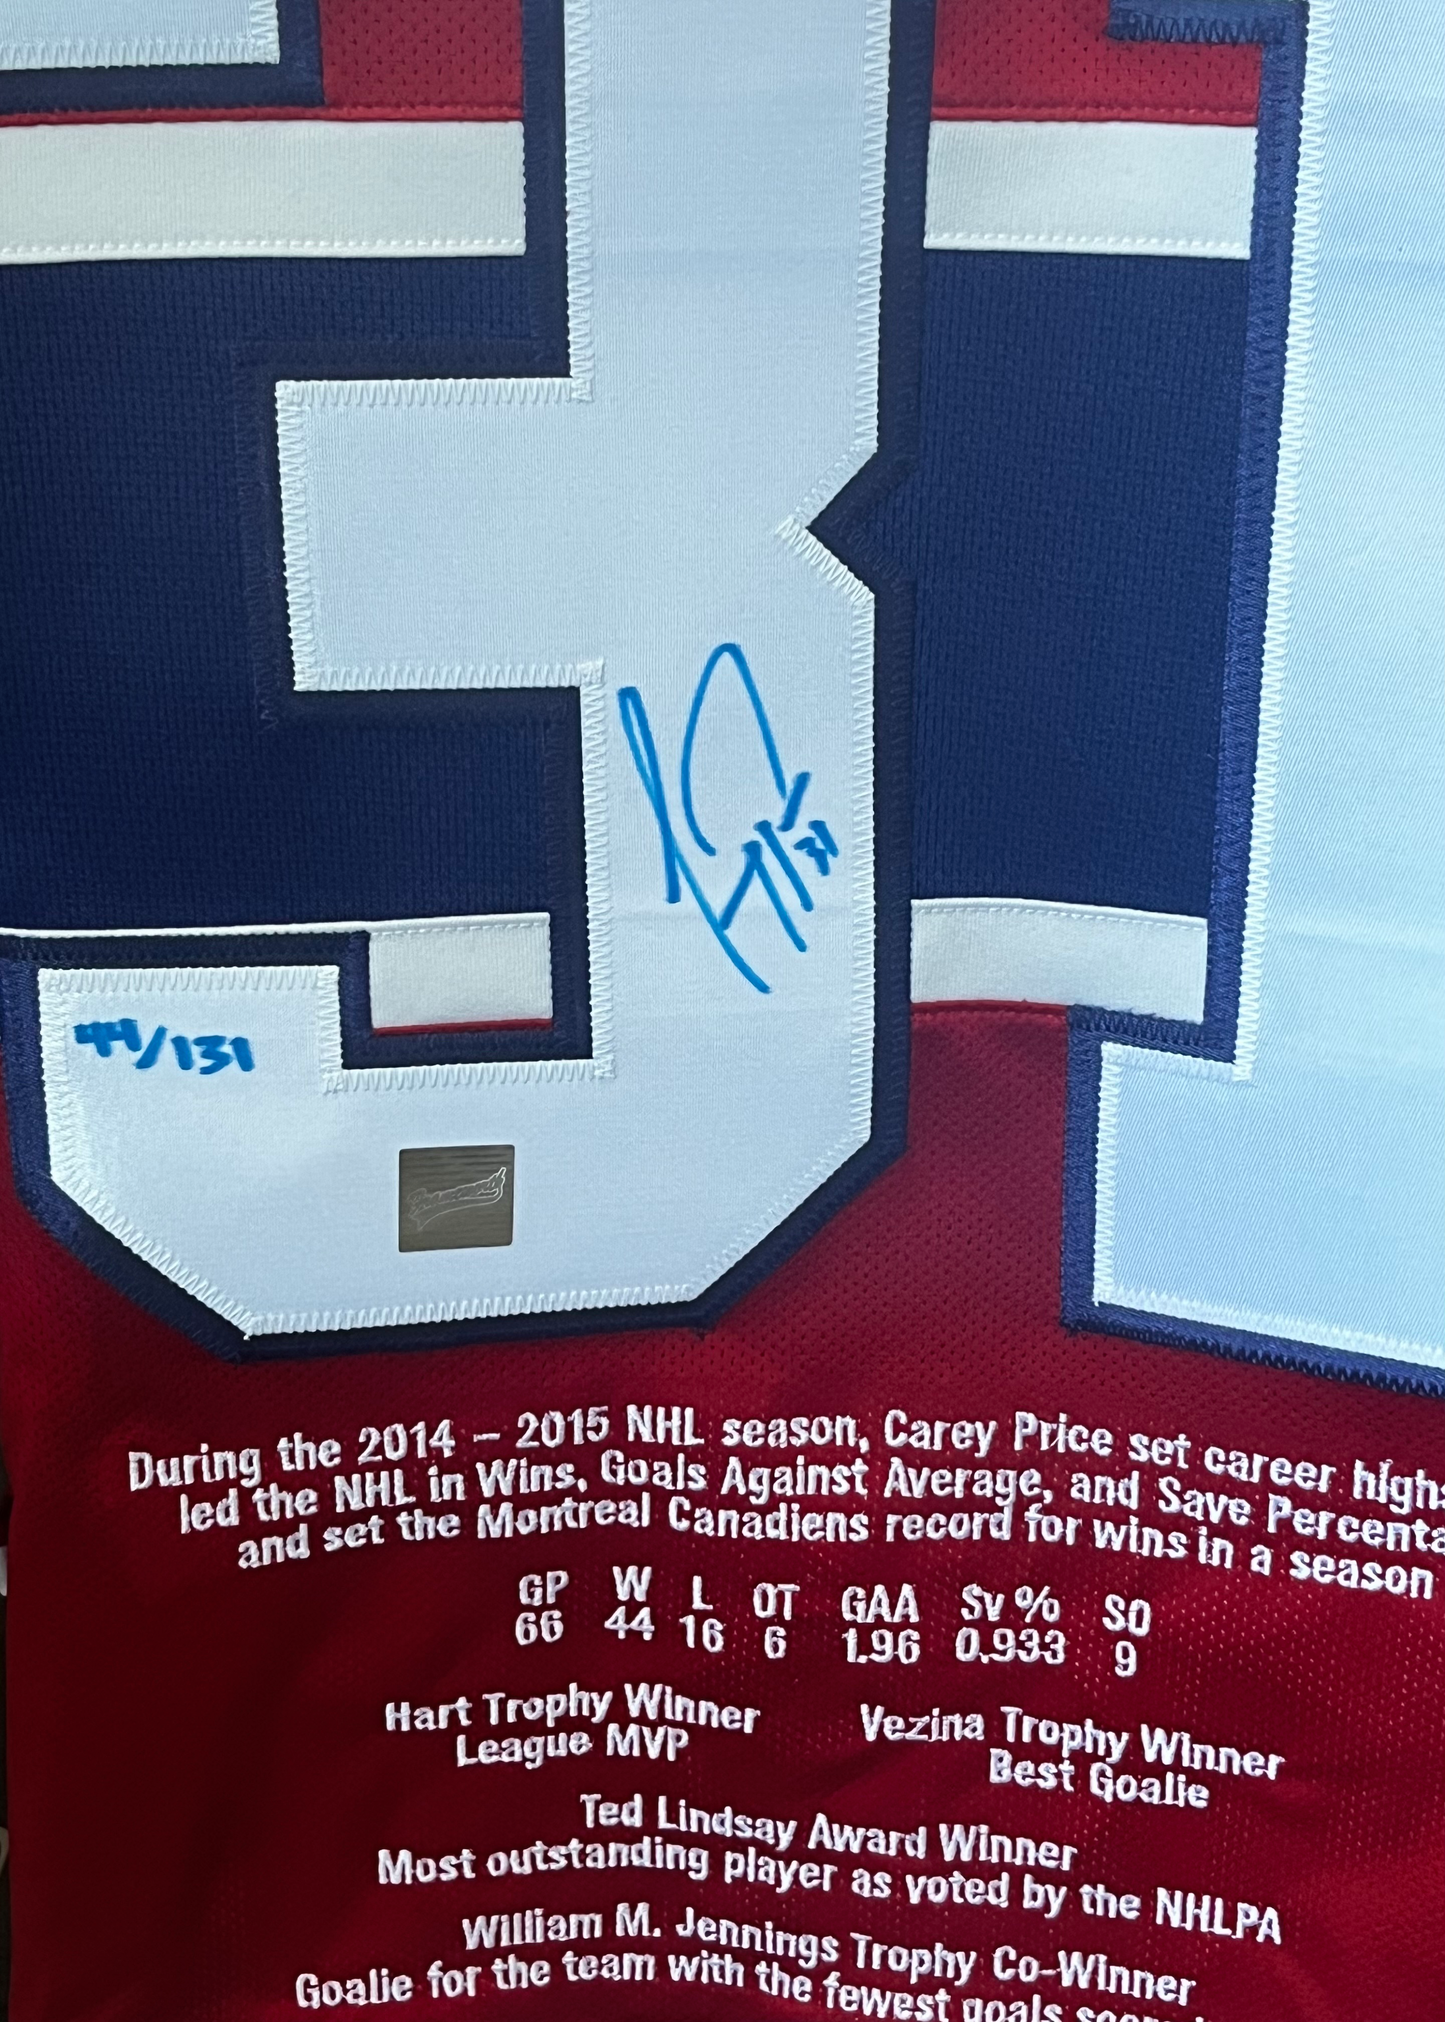 31
44/131
During the 2014 – 2015 NHL season, Carey Price set career highs
led the NHL in Wins, Goals Against Average, and Save Percenta
and set the Montreal Canadiens record for wins in a season
GP W L OT GAA Sv % SO
66 44 16 6 1.96 0.933 9
Hart Trophy Winner Vezina Trophy Winner
League MVP Best Goalie
Ted Lindsay Award Winner
Most outstanding player as voted by the NHLPA
William M. Jennings Trophy Co-Winner
Goalie for the team with the fewest goals